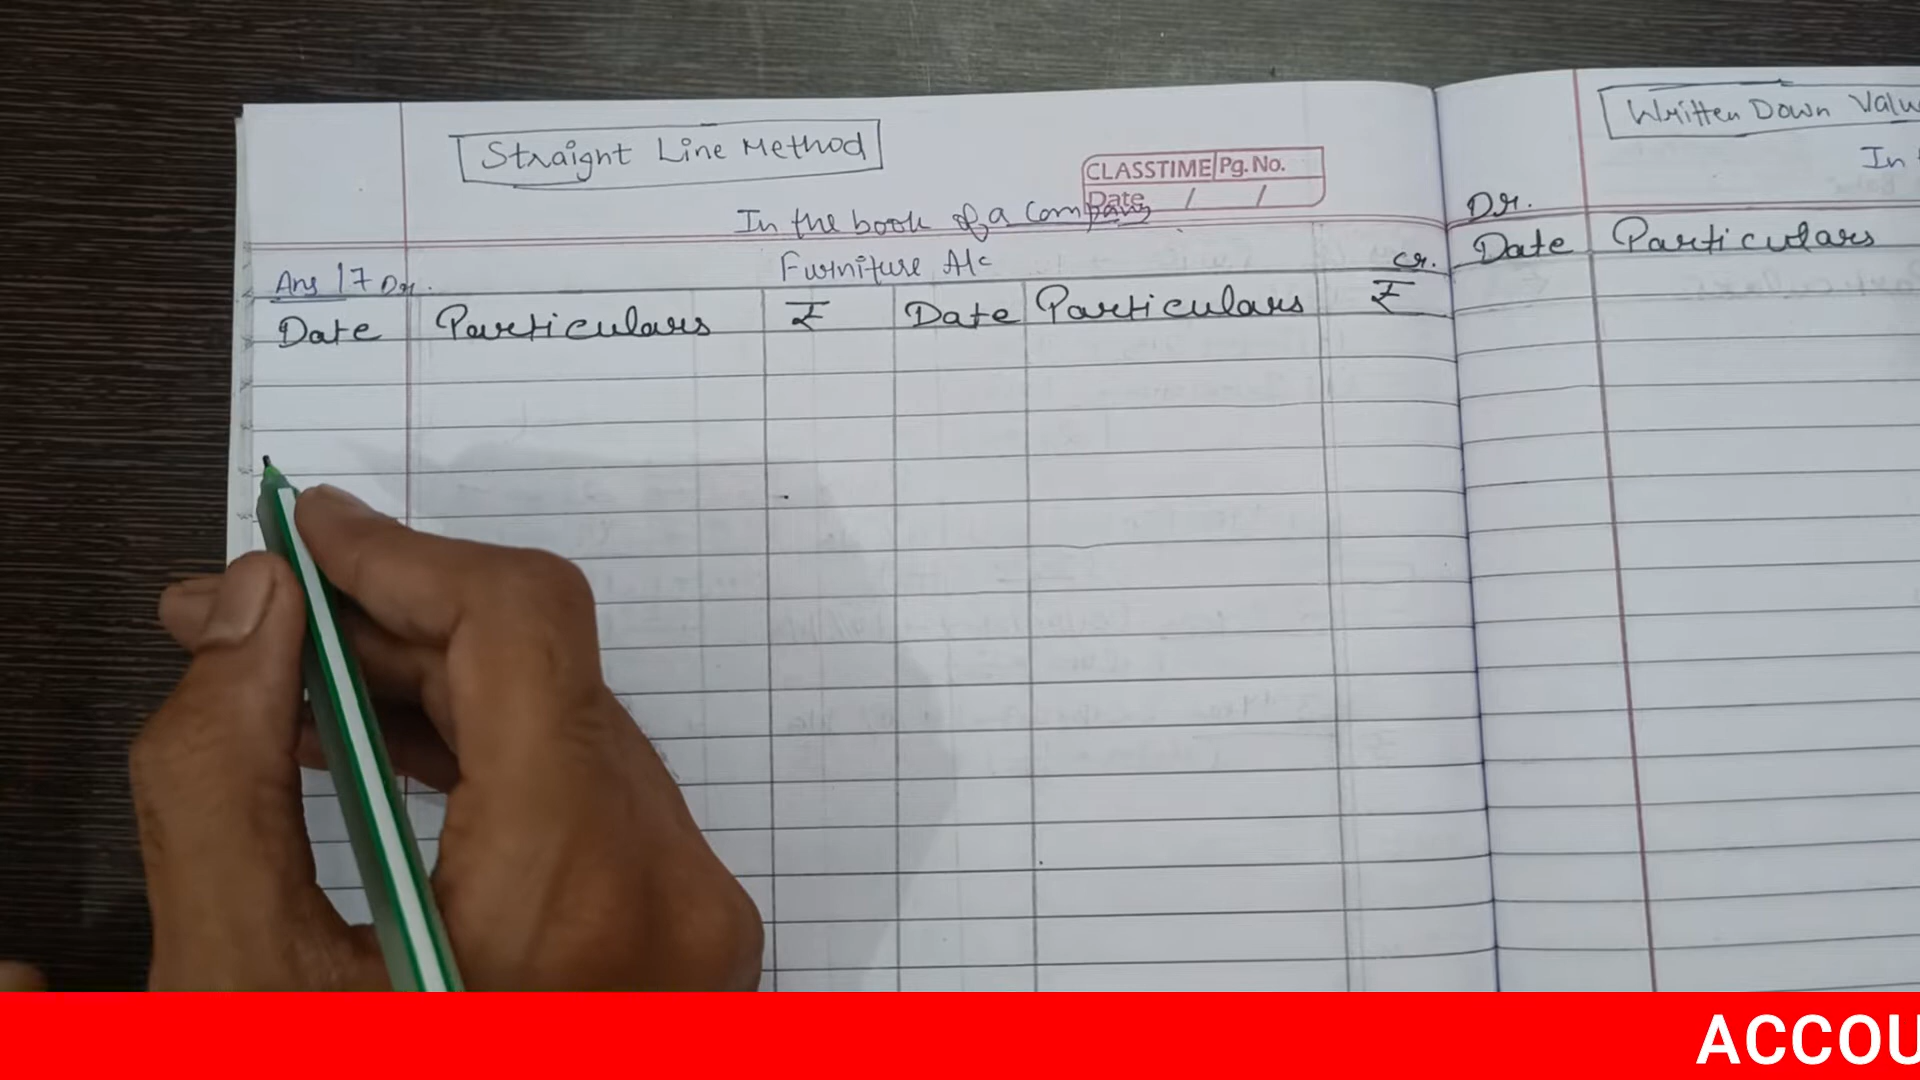 Straight Line Method
CLASSTIME Pg. No.
Date / /
In the book of a Company
Furniture A/c
Ans 17 Dr. Cr.
Date Particulars ₹ Date Particulars ₹
Written Down Valu
In
Dr.
Date Particulars
ACCOU